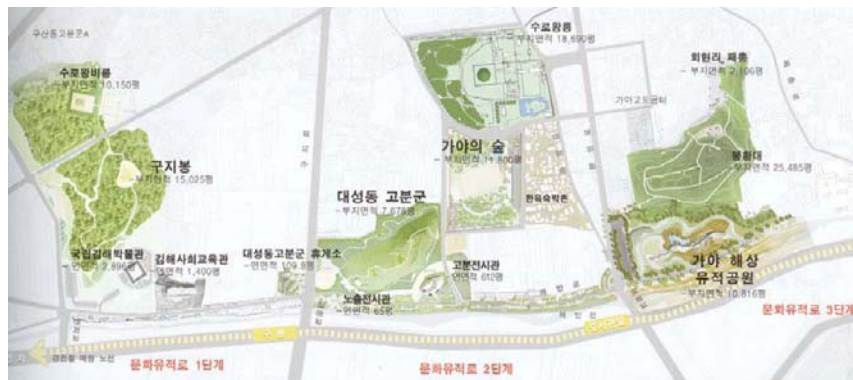 구산동고분군A
수로왕비릉
- 부지면적 10,150평
구지봉
- 부지면적 15,025평
국립김해박물관
- 연면적 2,896평
김해사회교육관
- 연면적 1,400평
대성동고분군 휴게소
- 연면적 109.8평
대성동 고분군
- 부지면적 7,678평
노출전시관
- 연면적 65평
고분전시관
연면적 612평
수로왕릉
- 부지면적 18,690평
가야의 숲
- 부지면적 11,800평
한옥숙박촌
가야고도궁터
회현리 패총
- 부지면적 2,106평
봉황대
- 부지면적 25,485평
가야 해상
유적공원
- 부지면적 10,816평
문화유적로 1단계
문화유적로 2단계
문화유적로 3단계